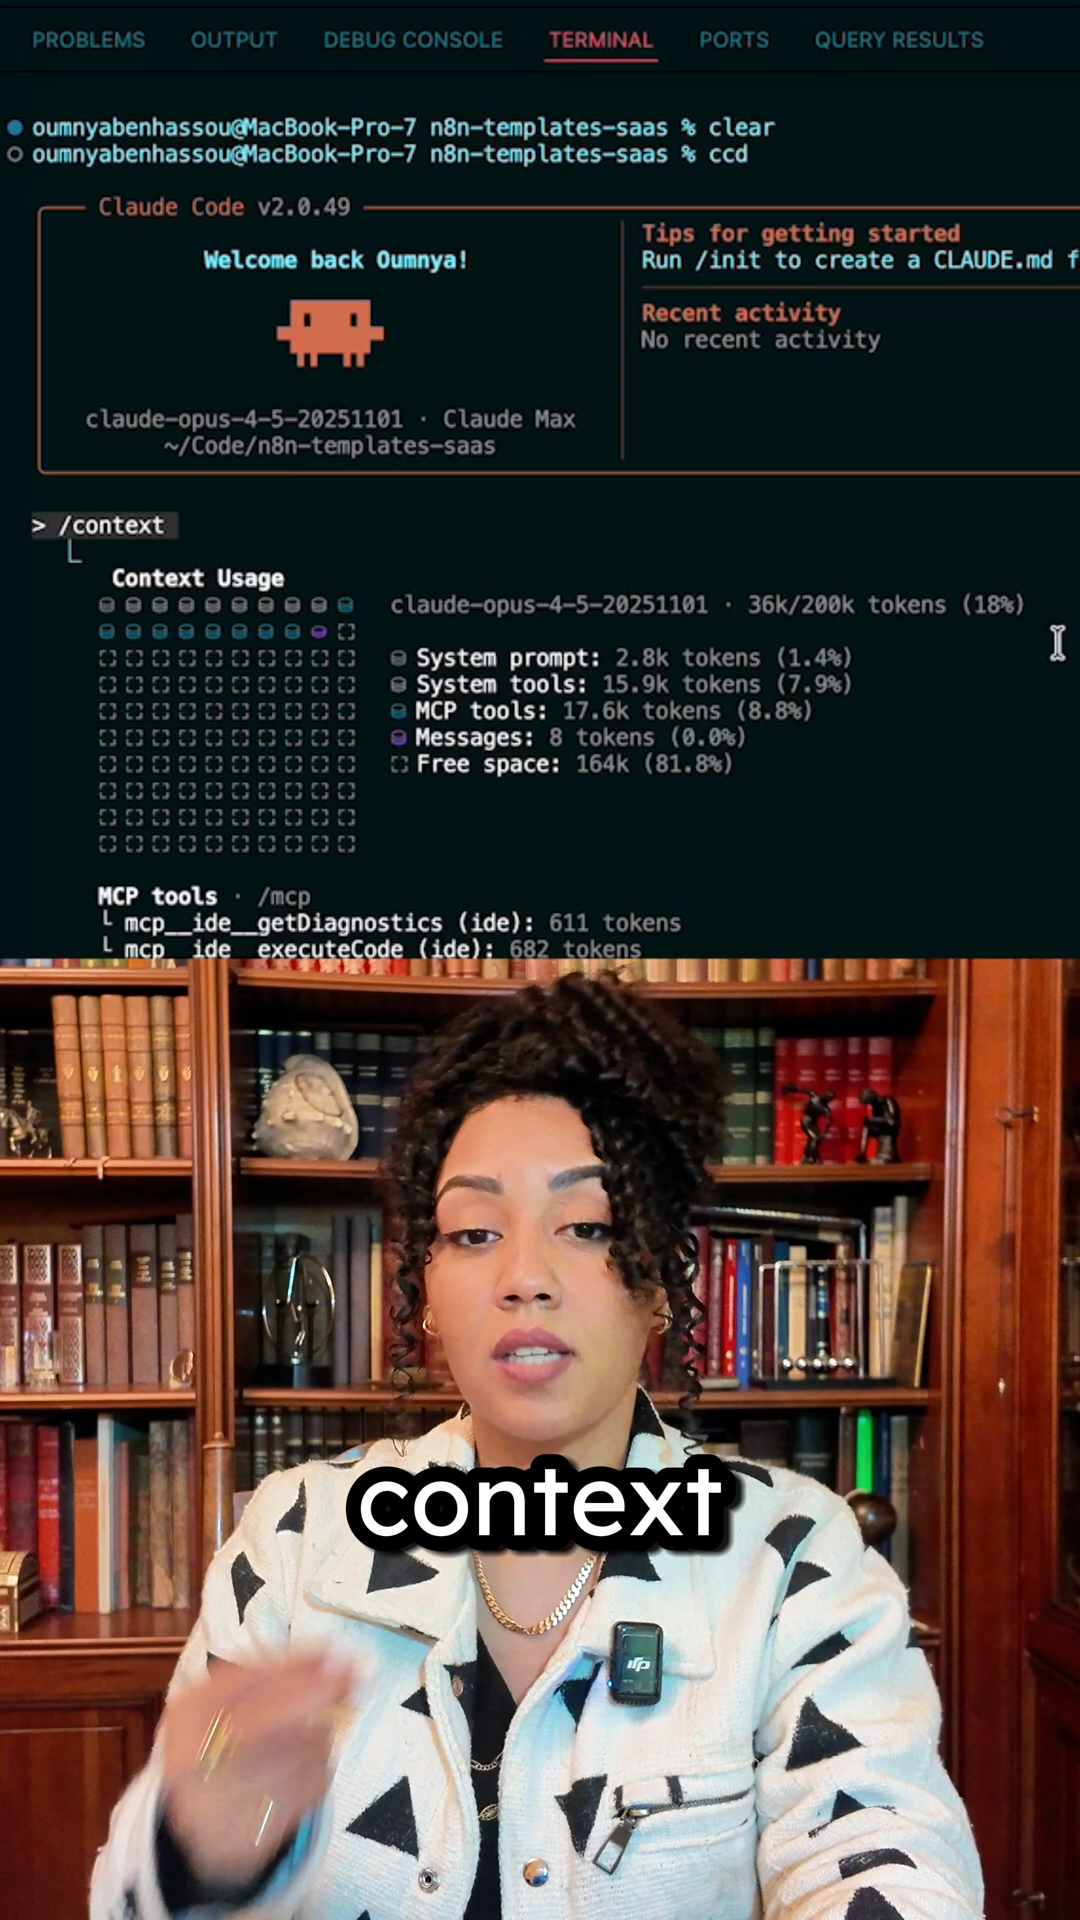 PROBLEMS OUTPUT DEBUG CONSOLE TERMINAL PORTS QUERY RESULTS
oumnyabenhassou@MacBook-Pro-7 n8n-templates-saas % clear
oumnyabenhassou@MacBook-Pro-7 n8n-templates-saas % ccd
Claude Code v2.0.49
Welcome back Oumnya!
claude-opus-4-5-20251101 · Claude Max
~/Code/n8n-templates-saas
Tips for getting started
Run /init to create a CLAUDE.md f
Recent activity
No recent activity
> /context
Context Usage
claude-opus-4-5-20251101 · 36k/200k tokens (18%)
System prompt: 2.8k tokens (1.4%)
System tools: 15.9k tokens (7.9%)
MCP tools: 17.6k tokens (8.8%)
Messages: 8 tokens (0.0%)
Free space: 164k (81.8%)
MCP tools · /mcp
└ mcp__ide__getDiagnostics (ide): 611 tokens
└ mcp__ide__executeCode (ide): 682 tokens
context
dji